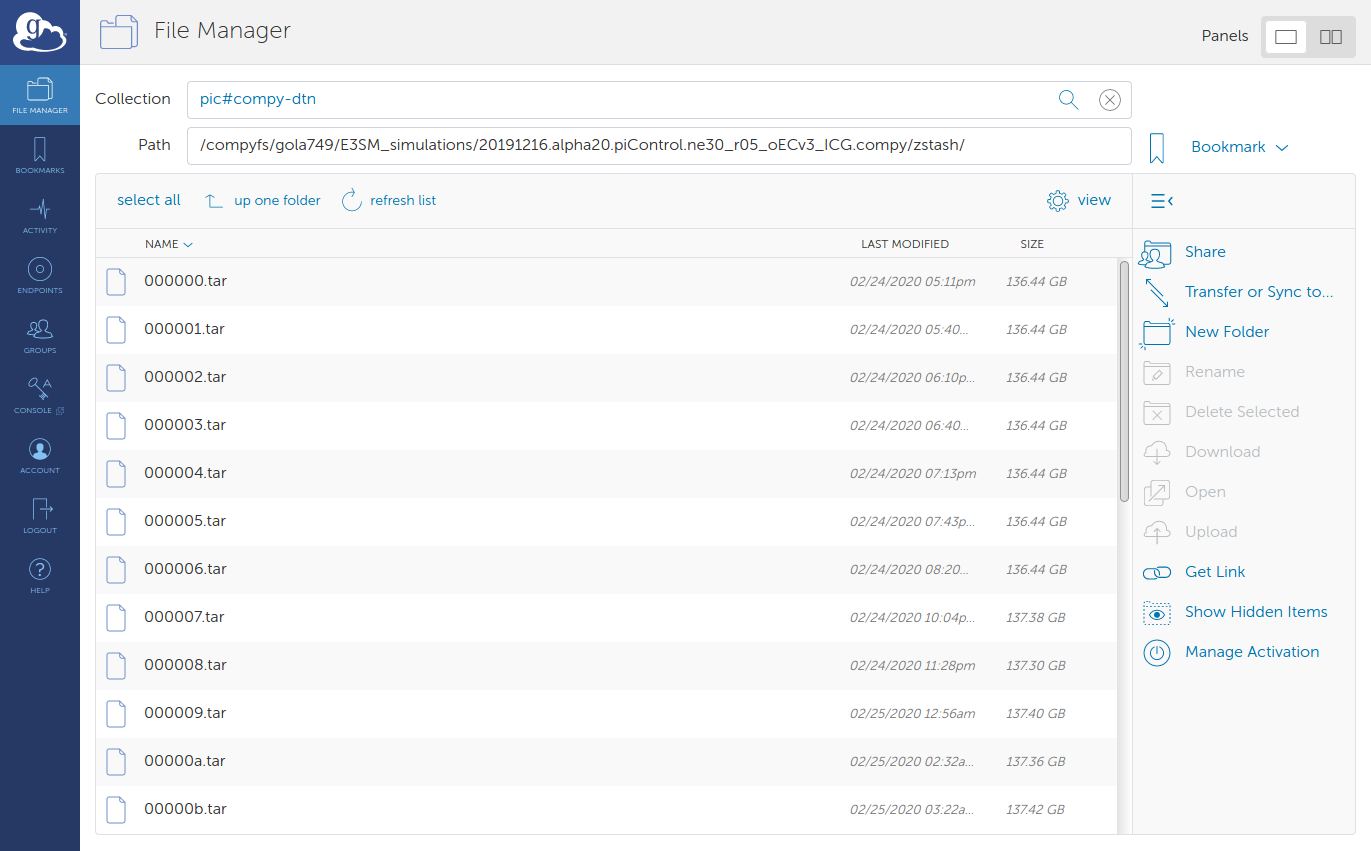 g
File Manager
Panels
FILE MANAGER
BOOKMARKS
ACTIVITY
ENDPOINTS
GROUPS
CONSOLE
ACCOUNT
LOGOUT
HELP
Collection
pic#compy-dtn
Path
/compyfs/gola749/E3SM_simulations/20191216.alpha20.piControl.ne30_r05_oECv3_ICG.compy/zstash/
Bookmark
select all up one folder refresh list view
NAME LAST MODIFIED SIZE
000000.tar 02/24/2020 05:11pm 136.44 GB
000001.tar 02/24/2020 05:40... 136.44 GB
000002.tar 02/24/2020 06:10p... 136.44 GB
000003.tar 02/24/2020 06:40... 136.44 GB
000004.tar 02/24/2020 07:13pm 136.44 GB
000005.tar 02/24/2020 07:43p... 136.44 GB
000006.tar 02/24/2020 08:20... 136.44 GB
000007.tar 02/24/2020 10:04p... 137.38 GB
000008.tar 02/24/2020 11:28pm 137.30 GB
000009.tar 02/25/2020 12:56am 137.40 GB
00000a.tar 02/25/2020 02:32a... 137.36 GB
00000b.tar 02/25/2020 03:22a... 137.42 GB
Share
Transfer or Sync to...
New Folder
Rename
Delete Selected
Download
Open
Upload
Get Link
Show Hidden Items
Manage Activation